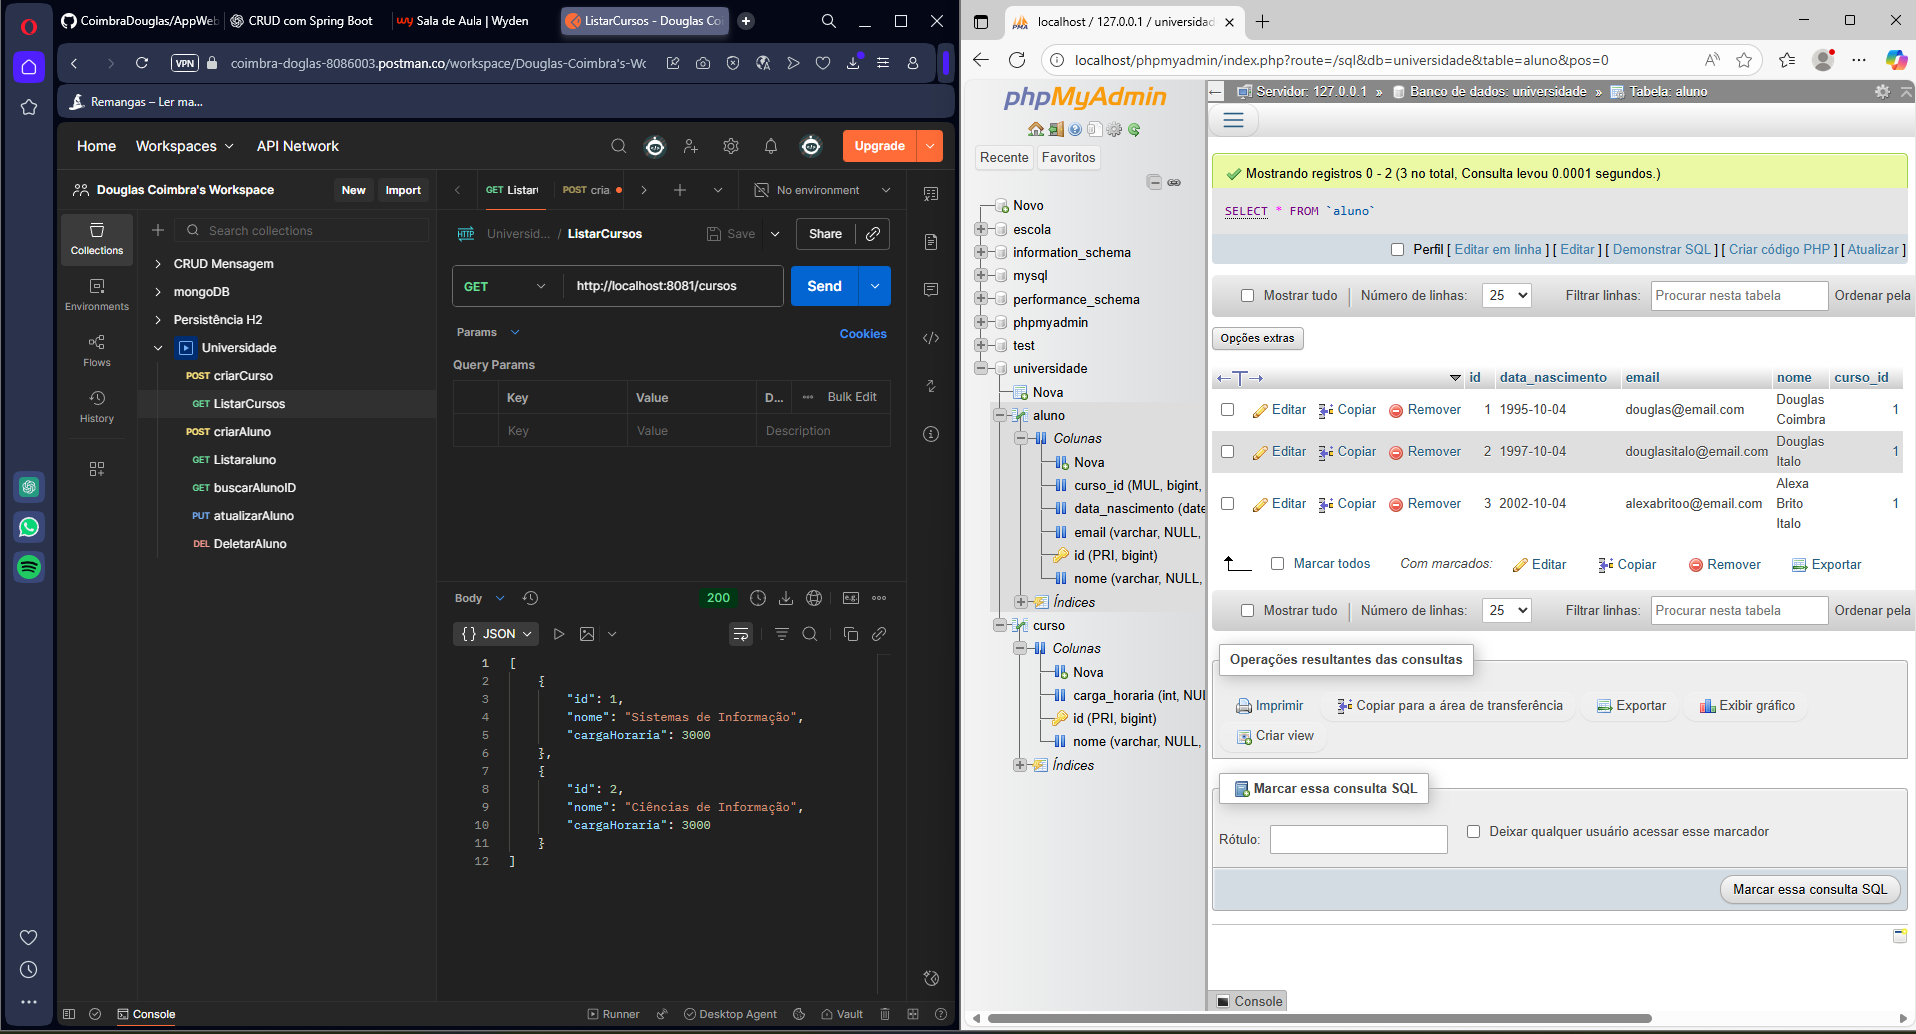 CoimbraDouglas/AppWeb
CRUD com Spring Boot
Sala de Aula | Wyden
ListarCursos - Douglas Coi
VPN
coimbra-doglas-8086003.postman.co/workspace/Douglas-Coimbra's-Wo
Remangas – Ler ma...
Home
Workspaces
API Network
Upgrade
Douglas Coimbra's Workspace
New
Import
GET Listar
POST cria
No environment
Collections
Environments
Flows
History
Search collections
CRUD Mensagem
mongoDB
Persistência H2
Universidade
POST criarCurso
GET ListarCursos
POST criarAluno
GET Listaraluno
GET buscarAlunoID
PUT atualizarAluno
DEL DeletarAluno
HTTP
Universid... / ListarCursos
Save
Share
GET
http://localhost:8081/cursos
Send
Params
Cookies
Query Params
Key
Value
D...
Bulk Edit
Key
Value
Description
Body
200
e.g.
{} JSON
1 [
2 {
3 "id": 1,
4 "nome": "Sistemas de Informação",
5 "cargaHoraria": 3000
6 },
7 {
8 "id": 2,
9 "nome": "Ciências de Informação",
10 "cargaHoraria": 3000
11 }
12 ]
Console
Runner
Desktop Agent
Vault
PMA
localhost / 127.0.0.1 / universidad
localhost/phpmyadmin/index.php?route=/sql&db=universidade&table=aluno&pos=0
phpMyAdmin
Recente
Favoritos
Novo
escola
information_schema
mysql
performance_schema
phpmyadmin
test
universidade
Nova
aluno
Colunas
Nova
curso_id (MUL, bigint,
data_nascimento (date
email (varchar, NULL,
id (PRI, bigint)
nome (varchar, NULL,
Índices
curso
Colunas
Nova
carga_horaria (int, NUL
id (PRI, bigint)
nome (varchar, NULL,
Índices
Servidor: 127.0.0.1 » Banco de dados: universidade » Tabela: aluno
Mostrando registros 0 - 2 (3 no total, Consulta levou 0.0001 segundos.)
SELECT * FROM `aluno`
Perfil [ Editar em linha ] [ Editar ] [ Demonstrar SQL ] [ Criar código PHP ] [ Atualizar ]
Mostrar tudo
Número de linhas:
25
Filtrar linhas:
Procurar nesta tabela
Ordenar pela
Opções extras
←T→ id data_nascimento email nome curso_id
Editar Copiar Remover 1 1995-10-04 douglas@email.com Douglas Coimbra 1
Editar Copiar Remover 2 1997-10-04 douglasitalo@email.com Douglas Italo 1
Editar Copiar Remover 3 2002-10-04 alexabritoo@email.com Alexa Brito Italo 1
Marcar todos
Com marcados:
Editar
Copiar
Remover
Exportar
Mostrar tudo
Número de linhas:
25
Filtrar linhas:
Procurar nesta tabela
Ordenar pela
Operações resultantes das consultas
Imprimir
Copiar para a área de transferência
Exportar
Exibir gráfico
Criar view
Marcar essa consulta SQL
Rótulo:
Deixar qualquer usuário acessar esse marcador
Marcar essa consulta SQL
Console